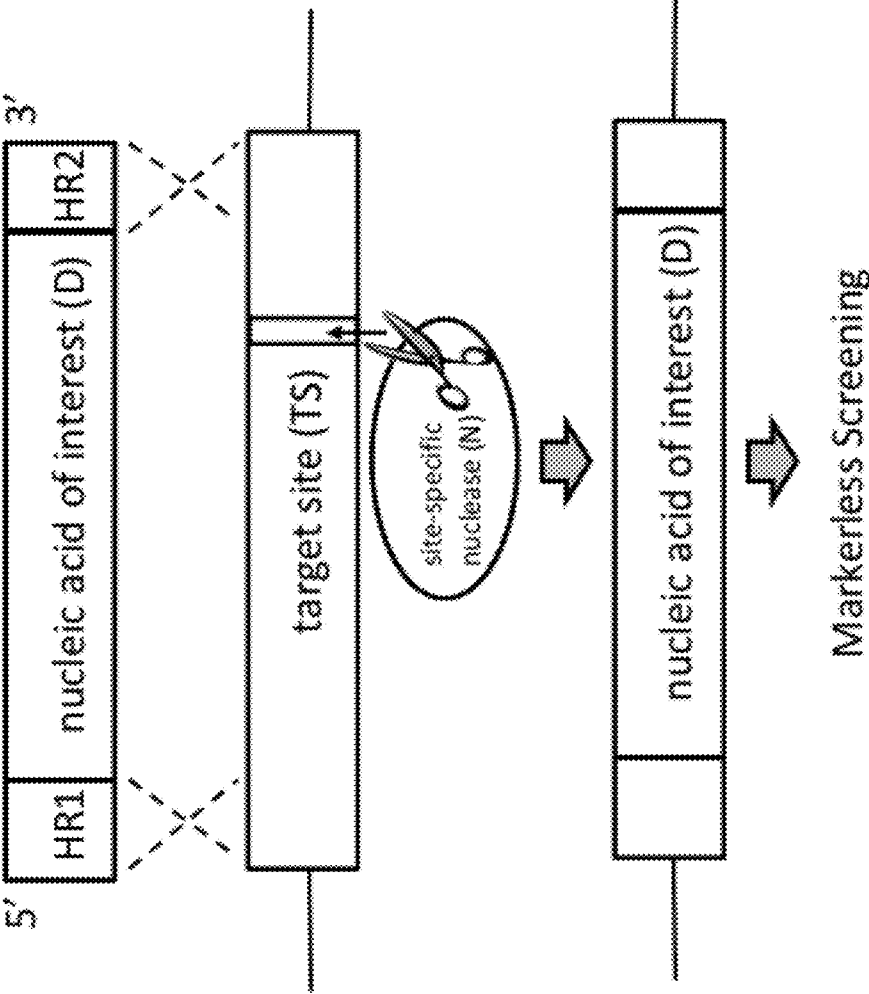 5′
HR1
nucleic acid of interest (D)
HR2
3′
target site (TS)
site-specific
nuclease (N)
nucleic acid of interest (D)
Markerless Screening